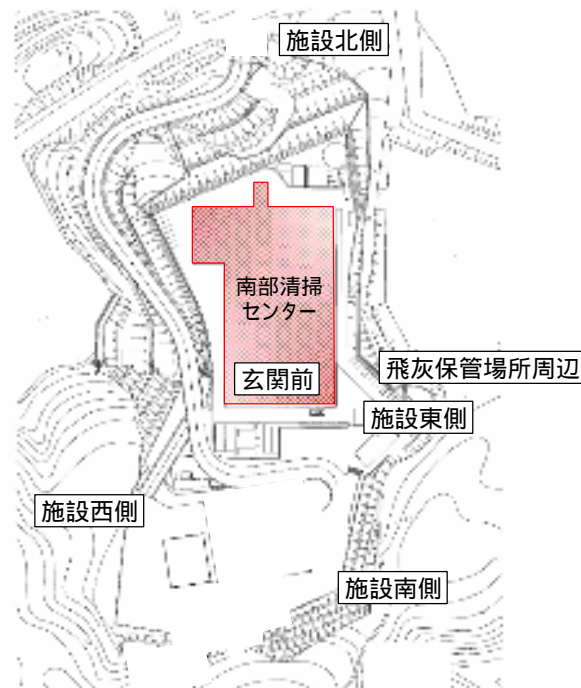 施設北側
南部清掃
センター
玄関前
飛灰保管場所周辺
施設東側
施設西側
施設南側